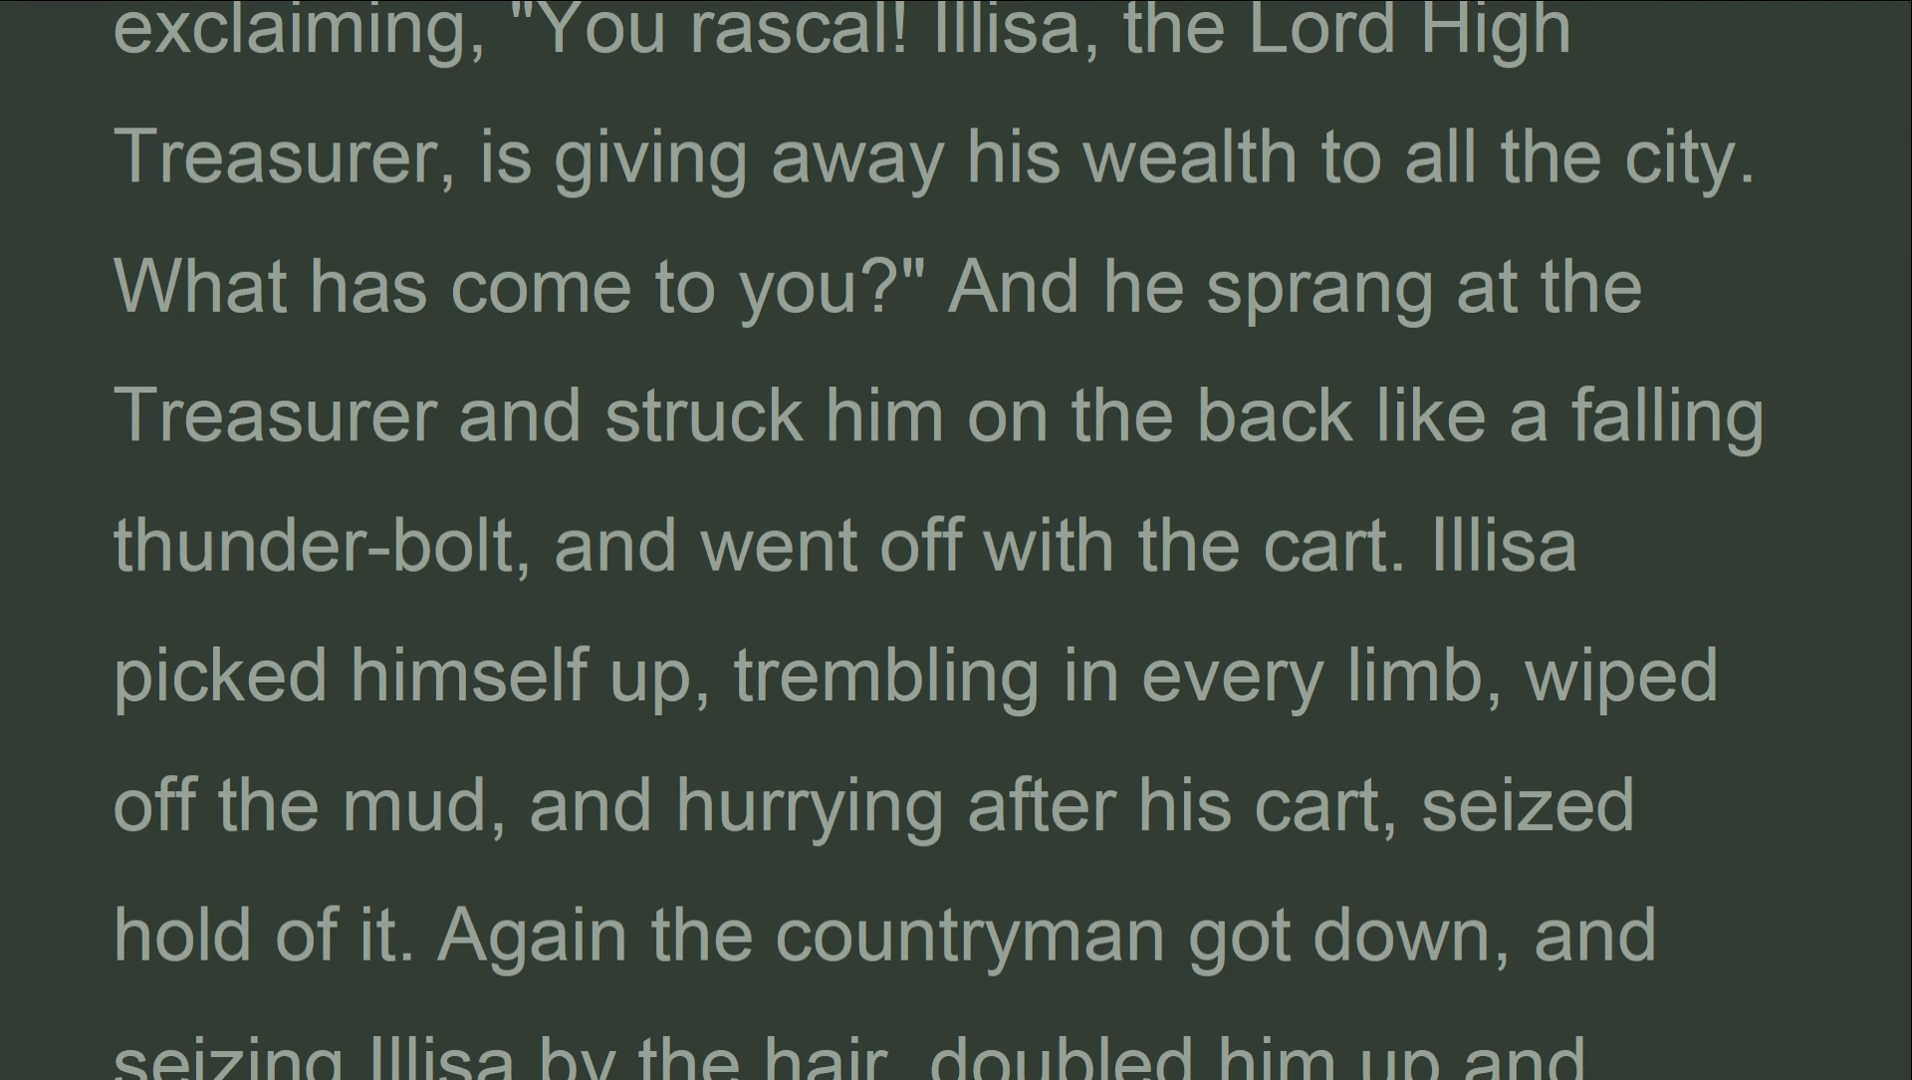 exclaiming, "You rascal! Illisa, the Lord High
Treasurer, is giving away his wealth to all the city.
What has come to you?" And he sprang at the
Treasurer and struck him on the back like a falling
thunder-bolt, and went off with the cart. Illisa
picked himself up, trembling in every limb, wiped
off the mud, and hurrying after his cart, seized
hold of it. Again the countryman got down, and
seizing Illisa by the hair, doubled him up and